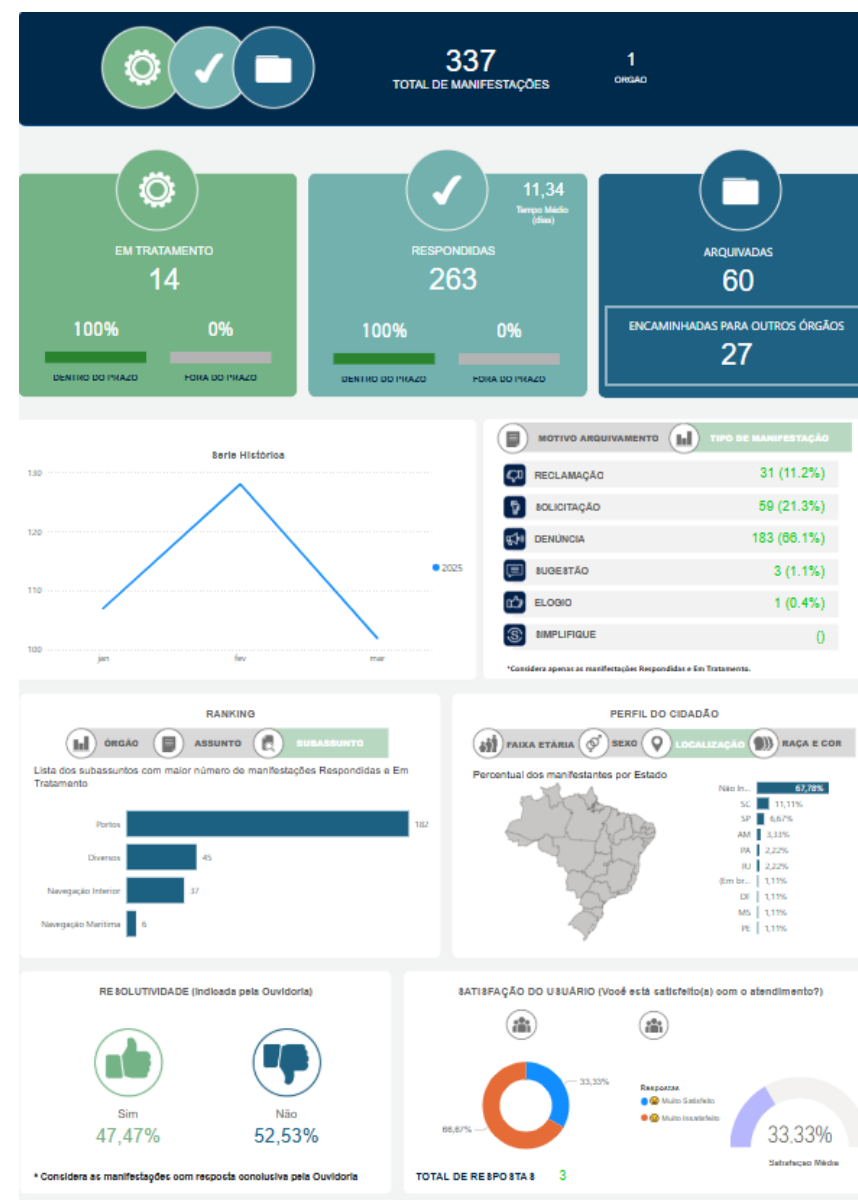 337
TOTAL DE MANIFESTAÇÕES
1
ORGAO
EM TRATAMENTO
14
100%
0%
DENTRO DO PRAZO
FORA DO PRAZO
11,34
Tempo Médio
(dias)
RESPONDIDAS
263
100%
0%
DENTRO DO PRAZO
FORA DO PRAZO
ARQUIVADAS
60
ENCAMINHADAS PARA OUTROS ÓRGÃOS
27
Serie Histórica
130
120
110
100
jan
fev
mar
2025
MOTIVO ARQUIVAMENTO
TIPO DE MANIFESTAÇÃO
RECLAMAÇÃO 31 (11.2%)
SOLICITAÇÃO 59 (21.3%)
DENÚNCIA 183 (66.1%)
SUGESTÃO 3 (1.1%)
ELOGIO 1 (0.4%)
SIMPLIFIQUE ()
*Considera apenas as manifestações Respondidas e Em Tratamento.
RANKING
ÓRGÃO
ASSUNTO
SUBASSUNTO
Lista dos subassuntos com maior número de manifestações Respondidas e Em
Tratamento
Portos 182
Diversos 45
Navegação Interior 37
Navegação Marítima 6
PERFIL DO CIDADÃO
FAIXA ETÁRIA
SEXO
LOCALIZAÇÃO
RAÇA E COR
Percentual dos manifestantes por Estado
Não In... 67,78%
SC 11,11%
SP 6,67%
AM 3,33%
PA 2,22%
RJ 2,22%
(Em br... 1,11%
DF 1,11%
MS 1,11%
PE 1,11%
RESOLUTIVIDADE (Indicada pela Ouvidoria)
Sim
47,47%
Não
52,53%
* Considera as manifestações com resposta conclusiva pela Ouvidoria
SATISFAÇÃO DO USUÁRIO (Você está satisfeito(a) com o atendimento?)
33,33%
66,67%
Respostas
Muito Satisfeito
Muito Insatisfeito
33.33%
Satisfaçao Média
TOTAL DE RESPOSTAS 3